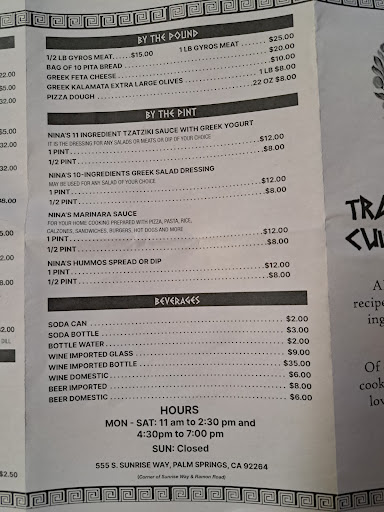 BY THE POUND
1/2 LB GYROS MEAT.....$15.00 1 LB GYROS MEAT.......$25.00
BAG OF 10 PITA BREAD.......$20.00
GREEK FETA CHEESE.......$10.00
GREEK KALAMATA EXTRA LARGE OLIVES.......1 LB $8.00
PIZZA DOUGH.......22 OZ $8.00
BY THE PINT
NINA'S 11 INGREDIENT TZATZIKI SAUCE WITH GREEK YOGURT
IT IS THE DRESSING FOR ANY SALADS OR MEATS OR DIP OF YOUR CHOICE
1 PINT.......$12.00
1/2 PINT.......$8.00
NINA'S 10-INGREDIENTS GREEK SALAD DRESSING
MAY BE USED FOR ANY SALAD OF YOUR CHOICE
1 PINT.......$12.00
1/2 PINT.......$8.00
NINA'S MARINARA SAUCE
FOR YOUR HOME COOKING PREPARED WITH PIZZA, PASTA, RICE,
CALZONES, SANDWICHES, BURGERS, HOT DOGS AND MORE
1 PINT.......$12.00
1/2 PINT.......$8.00
NINA'S HUMMOS SPREAD OR DIP
1 PINT.......$12.00
1/2 PINT.......$8.00
BEVERAGES
SODA CAN.......$2.00
SODA BOTTLE.......$3.00
BOTTLE WATER.......$2.00
WINE IMPORTED GLASS.......$9.00
WINE IMPORTED BOTTLE.......$35.00
WINE DOMESTIC.......$6.00
BEER IMPORTED.......$8.00
BEER DOMESTIC.......$6.00
HOURS
MON - SAT: 11 am to 2:30 pm and
4:30pm to 7:00 pm
SUN: Closed
555 S. SUNRISE WAY, PALM SPRINGS, CA 92264
(Corner of Sunrise Way & Ramon Road)
TRA
CUI
A
recipe
ing
Of
cook
lov
$2.50